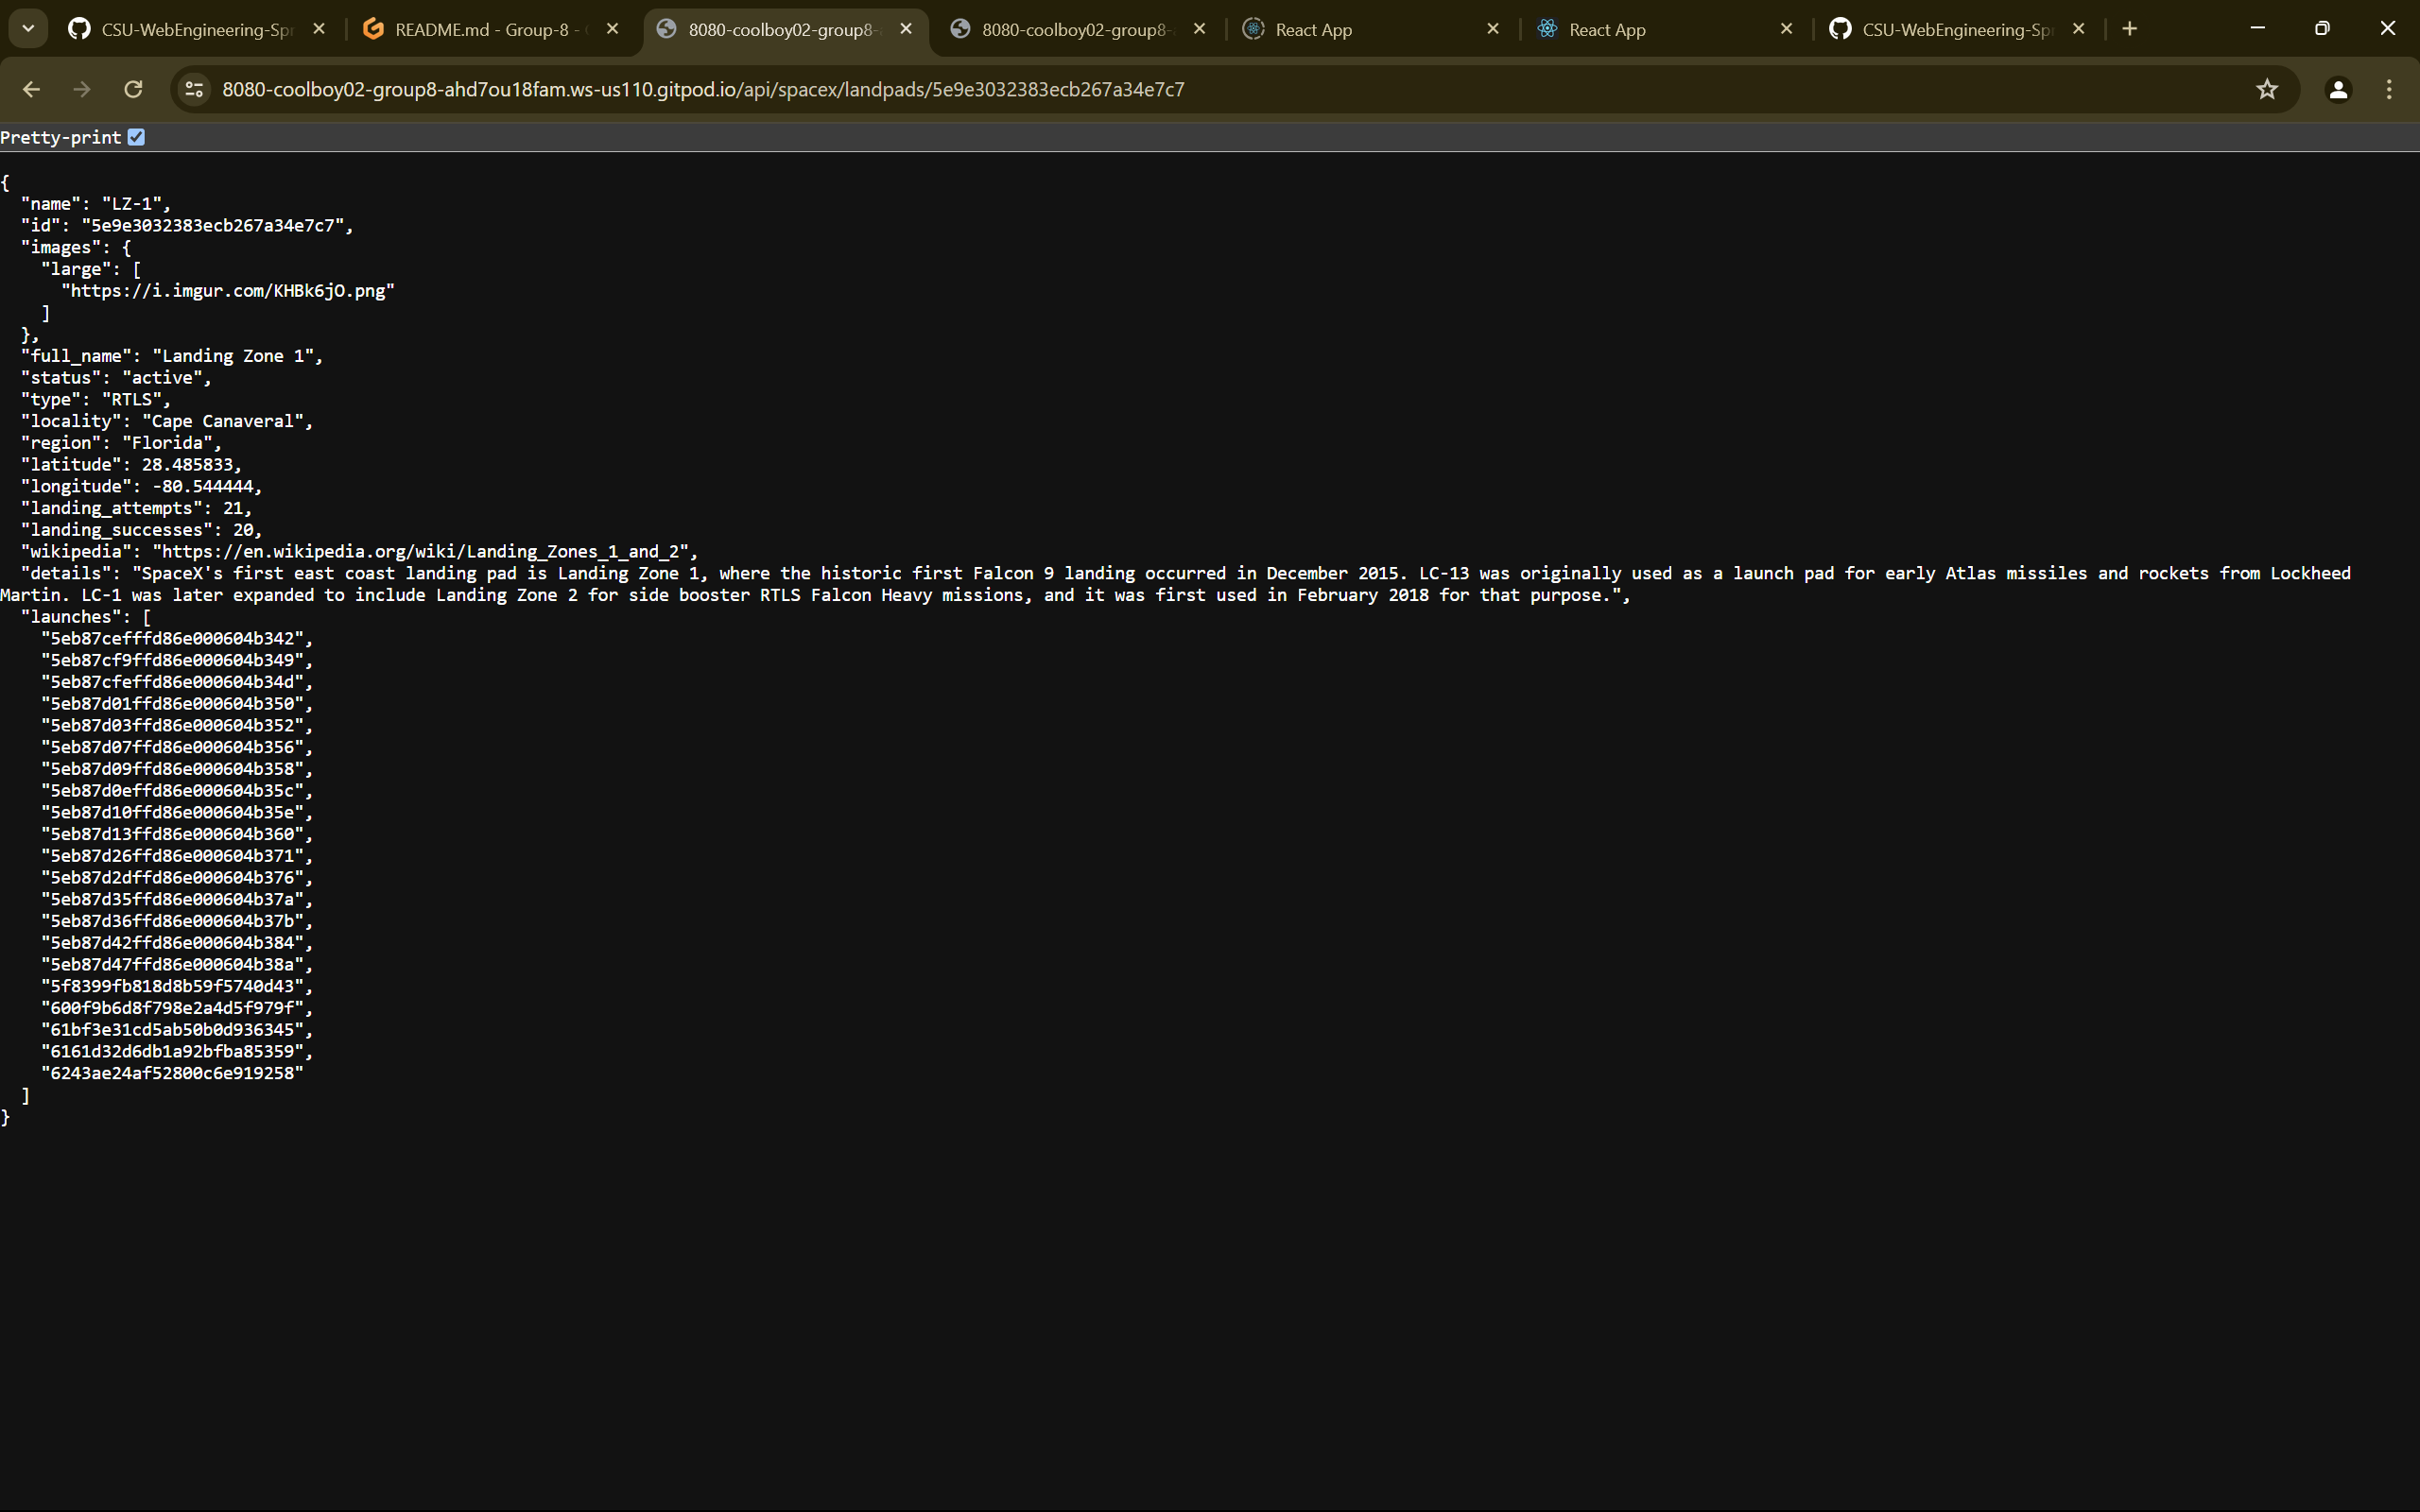 CSU-WebEngineering-Spr
README.md - Group-8 -
8080-coolboy02-group8-
8080-coolboy02-group8-
React App
React App
CSU-WebEngineering-Spr
8080-coolboy02-group8-ahd7ou18fam.ws-us110.gitpod.io/api/spacex/landpads/5e9e3032383ecb267a34e7c7
Pretty-print
{
  "name": "LZ-1",
  "id": "5e9e3032383ecb267a34e7c7",
  "images": {
    "large": [
      "https://i.imgur.com/KHBk6jO.png"
    ]
  },
  "full_name": "Landing Zone 1",
  "status": "active",
  "type": "RTLS",
  "locality": "Cape Canaveral",
  "region": "Florida",
  "latitude": 28.485833,
  "longitude": -80.544444,
  "landing_attempts": 21,
  "landing_successes": 20,
  "wikipedia": "https://en.wikipedia.org/wiki/Landing_Zones_1_and_2",
  "details": "SpaceX's first east coast landing pad is Landing Zone 1, where the historic first Falcon 9 landing occurred in December 2015. LC-13 was originally used as a launch pad for early Atlas missiles and rockets from Lockheed
Martin. LC-1 was later expanded to include Landing Zone 2 for side booster RTLS Falcon Heavy missions, and it was first used in February 2018 for that purpose.",
  "launches": [
    "5eb87cefffd86e000604b342",
    "5eb87cf9ffd86e000604b349",
    "5eb87cfeffd86e000604b34d",
    "5eb87d01ffd86e000604b350",
    "5eb87d03ffd86e000604b352",
    "5eb87d07ffd86e000604b356",
    "5eb87d09ffd86e000604b358",
    "5eb87d0effd86e000604b35c",
    "5eb87d10ffd86e000604b35e",
    "5eb87d13ffd86e000604b360",
    "5eb87d26ffd86e000604b371",
    "5eb87d2dffd86e000604b376",
    "5eb87d35ffd86e000604b37a",
    "5eb87d36ffd86e000604b37b",
    "5eb87d42ffd86e000604b384",
    "5eb87d47ffd86e000604b38a",
    "5f8399fb818d8b59f5740d43",
    "600f9b6d8f798e2a4d5f979f",
    "61bf3e31cd5ab50b0d936345",
    "6161d32d6db1a92bfba85359",
    "6243ae24af52800c6e919258"
  ]
}